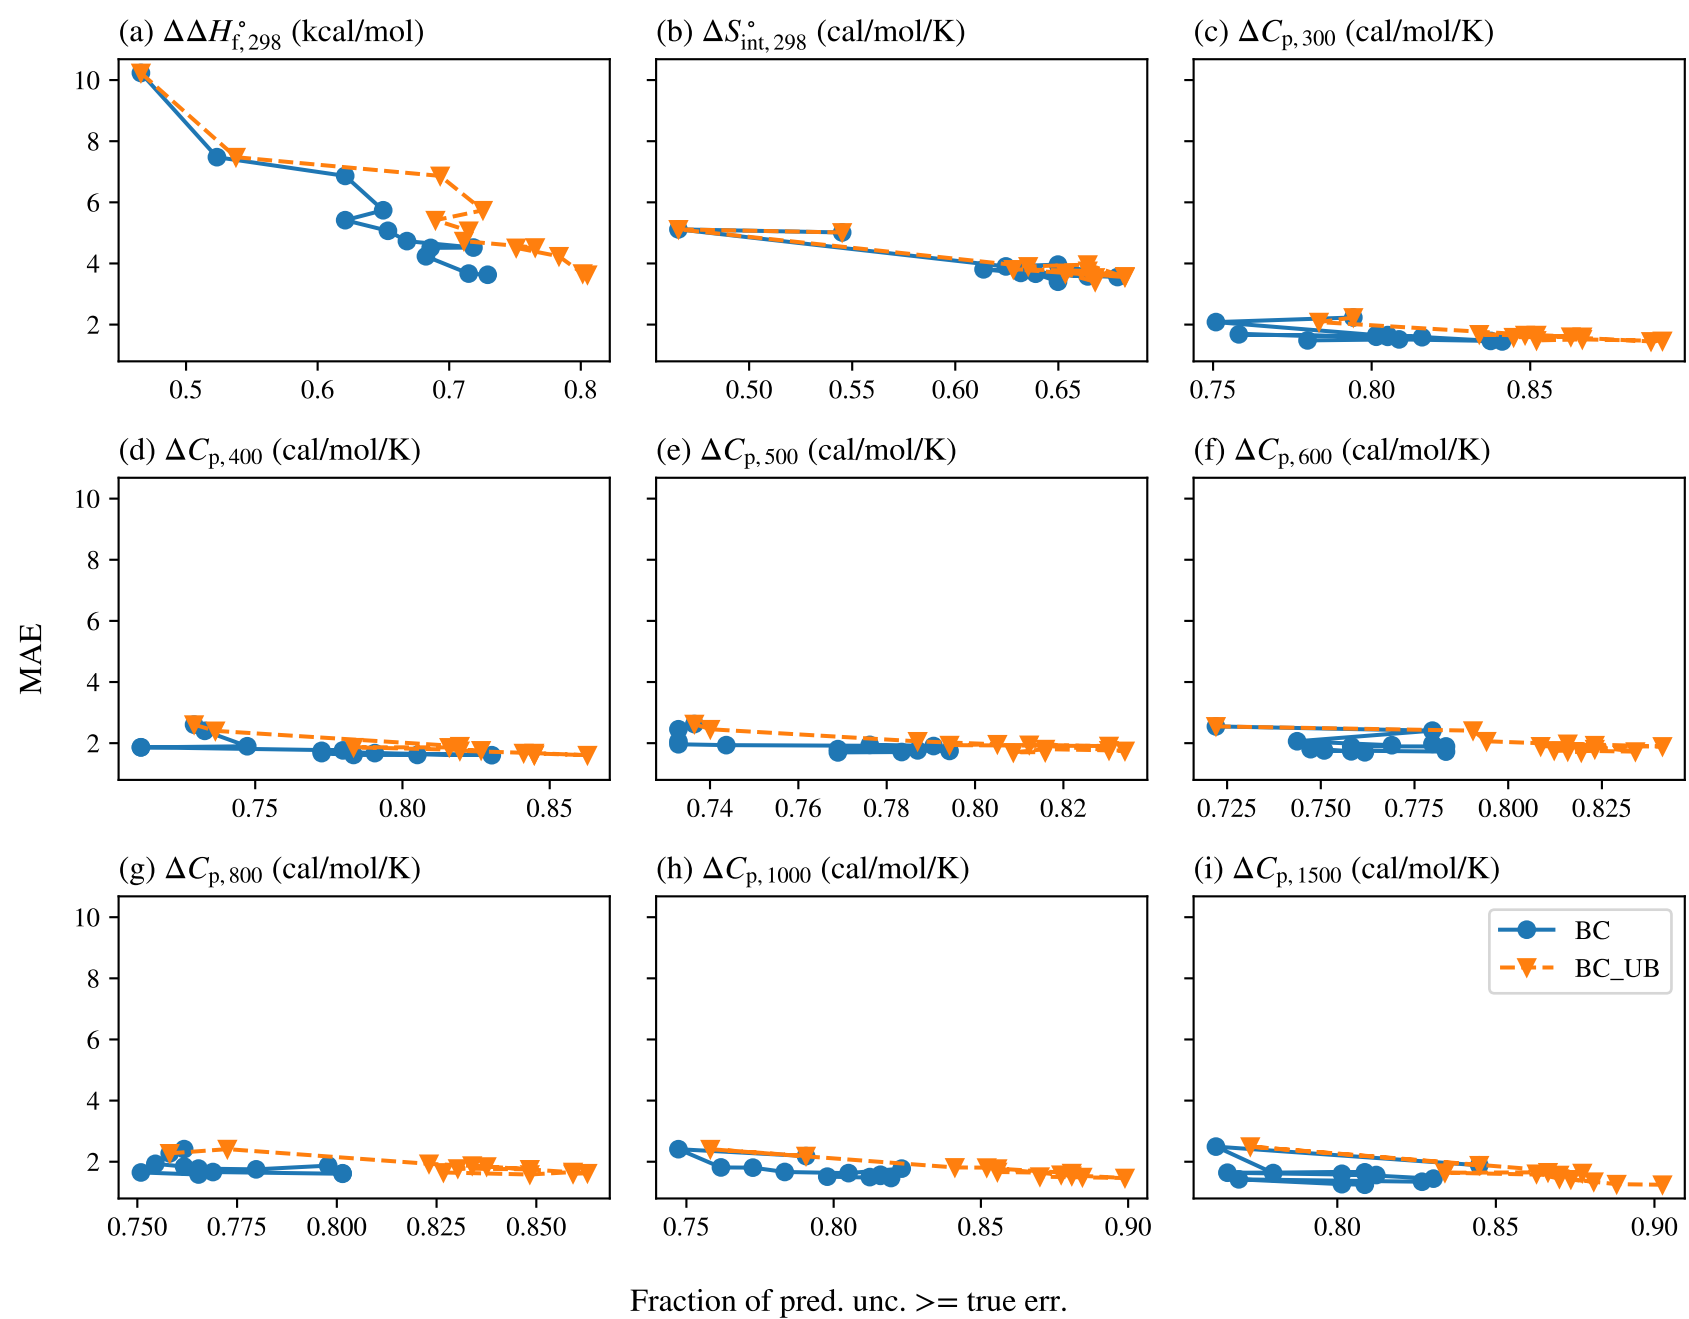 (a) ΔΔH°f, 298 (kcal/mol) (b) ΔS°int, 298 (cal/mol/K) (c) ΔCp, 300 (cal/mol/K)
10
8
6
4
2
0.5 0.6 0.7 0.8
0.50 0.55 0.60 0.65
0.75 0.80 0.85
(d) ΔCp, 400 (cal/mol/K) (e) ΔCp, 500 (cal/mol/K) (f) ΔCp, 600 (cal/mol/K)
10
8
6
4
2
MAE
0.75 0.80 0.85
0.74 0.76 0.78 0.80 0.82
0.725 0.750 0.775 0.800 0.825
(g) ΔCp, 800 (cal/mol/K) (h) ΔCp, 1000 (cal/mol/K) (i) ΔCp, 1500 (cal/mol/K)
10
8
6
4
2
BC
BC_UB
0.750 0.775 0.800 0.825 0.850
0.75 0.80 0.85 0.90
0.80 0.85 0.90
Fraction of pred. unc. >= true err.